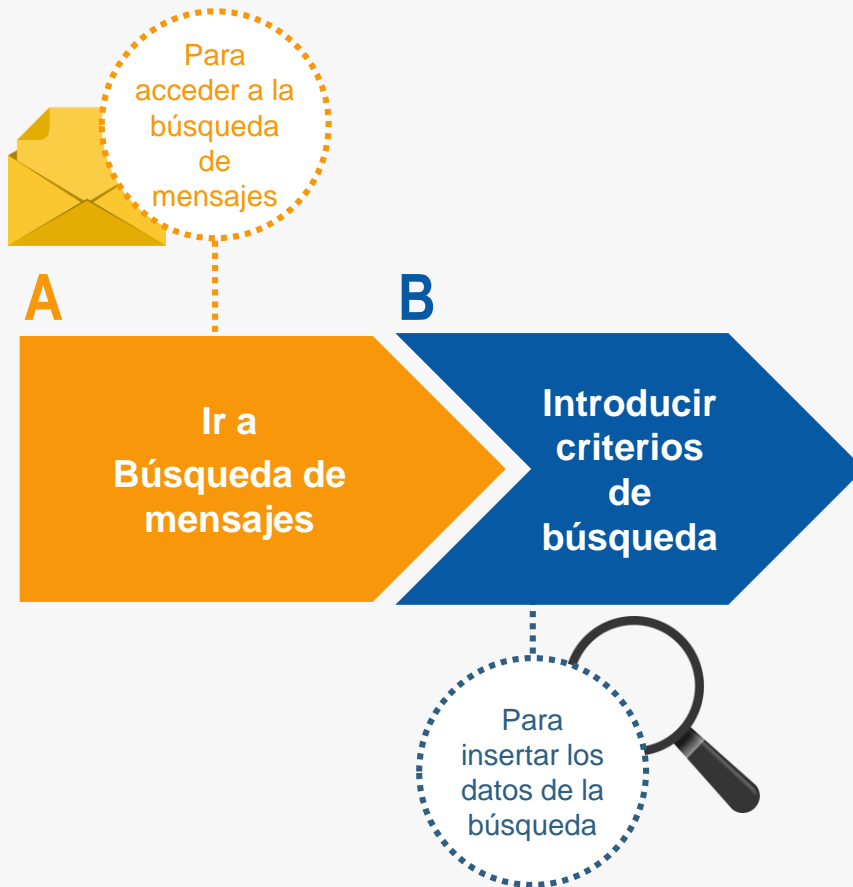 Para
acceder a la
búsqueda
de
mensajes
A
Ir a
Búsqueda de
mensajes
B
Introducir
criterios
de
búsqueda
Para
insertar los
datos de la
búsqueda